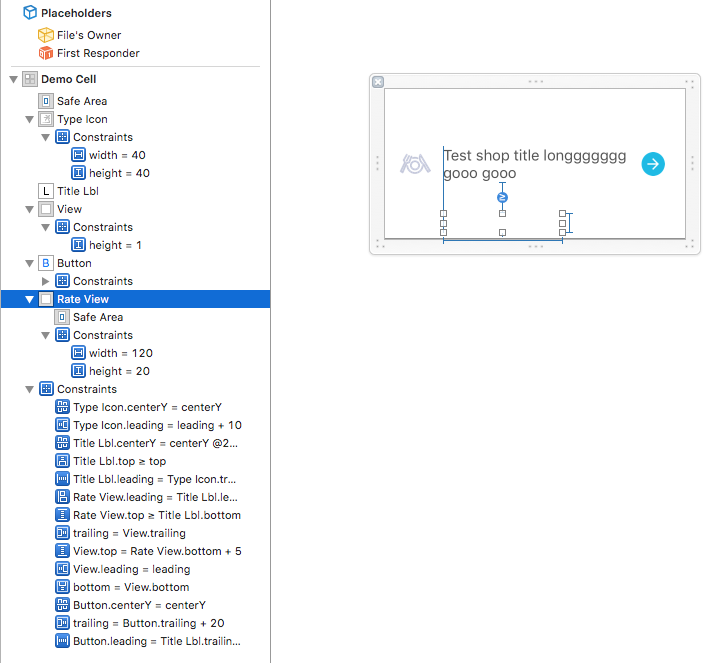 Placeholders
File's Owner
First Responder
Demo Cell
Safe Area
Type Icon
Constraints
width = 40
height = 40
L Title Lbl
View
Constraints
height = 1
B Button
Constraints
Rate View
Safe Area
Constraints
width = 120
height = 20
Constraints
Type Icon.centerY = centerY
Type Icon.leading = leading + 10
Title Lbl.centerY = centerY @2...
Title Lbl.top ≥ top
Title Lbl.leading = Type Icon.tr...
Rate View.leading = Title Lbl.le...
Rate View.top ≥ Title Lbl.bottom
trailing = View.trailing
View.top = Rate View.bottom + 5
View.leading = leading
bottom = View.bottom
Button.centerY = centerY
trailing = Button.trailing + 20
Button.leading = Title Lbl.trailin...
Test shop title longggggg
gooo gooo
≥